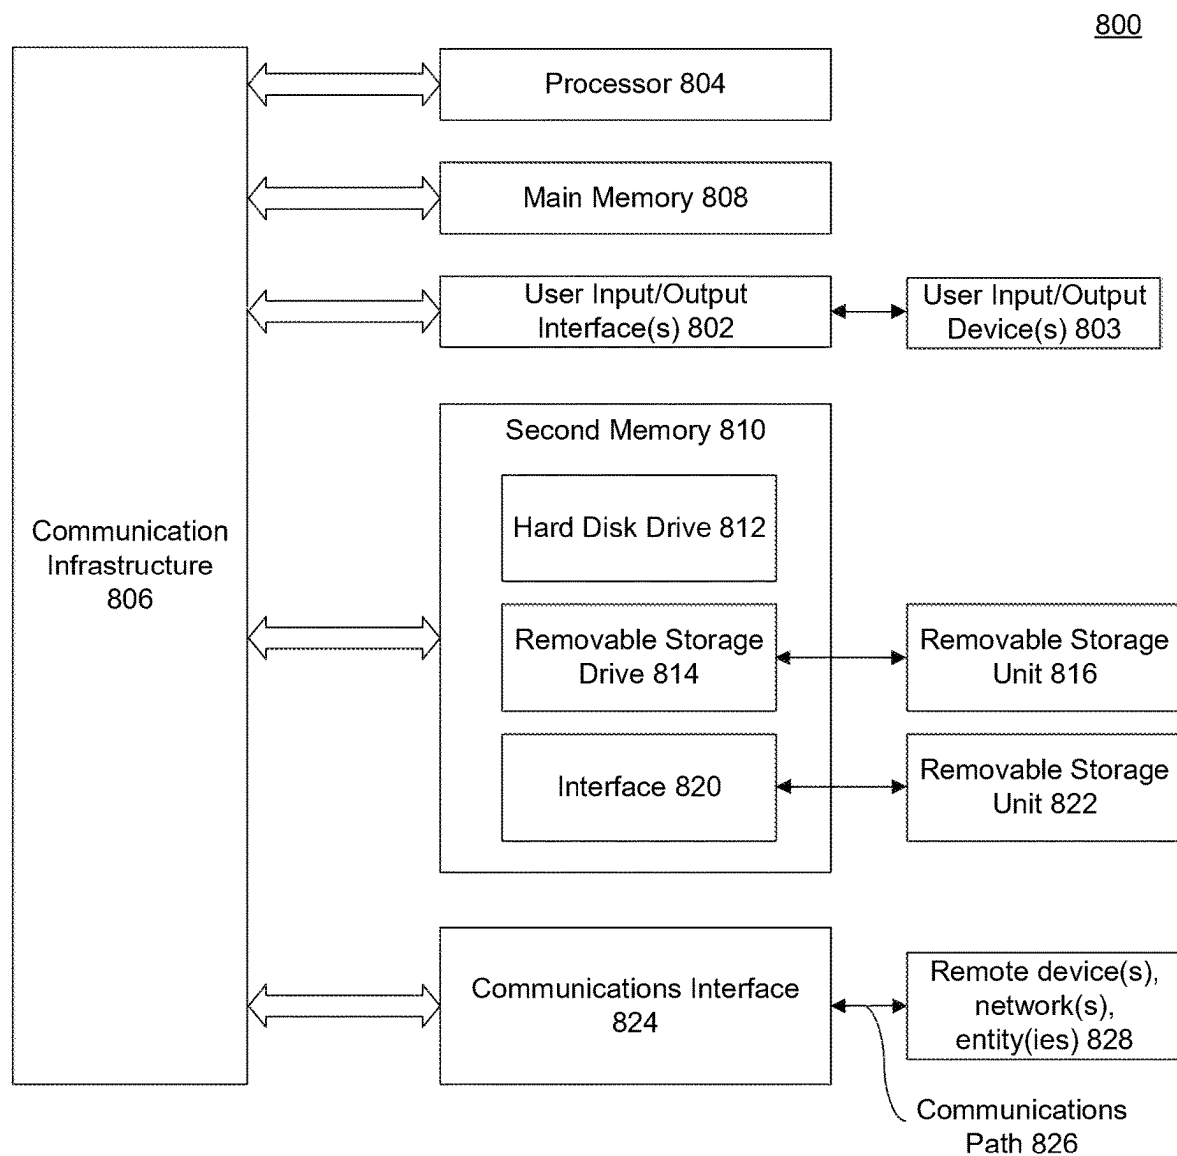 800
Processor 804
Main Memory 808
User Input/Output
Interface(s) 802
User Input/Output
Device(s) 803
Second Memory 810
Hard Disk Drive 812
Communication
Infrastructure
806
Removable Storage
Drive 814
Removable Storage
Unit 816
Interface 820
Removable Storage
Unit 822
Communications Interface
824
Remote device(s),
network(s),
entity(ies) 828
Communications
Path 826